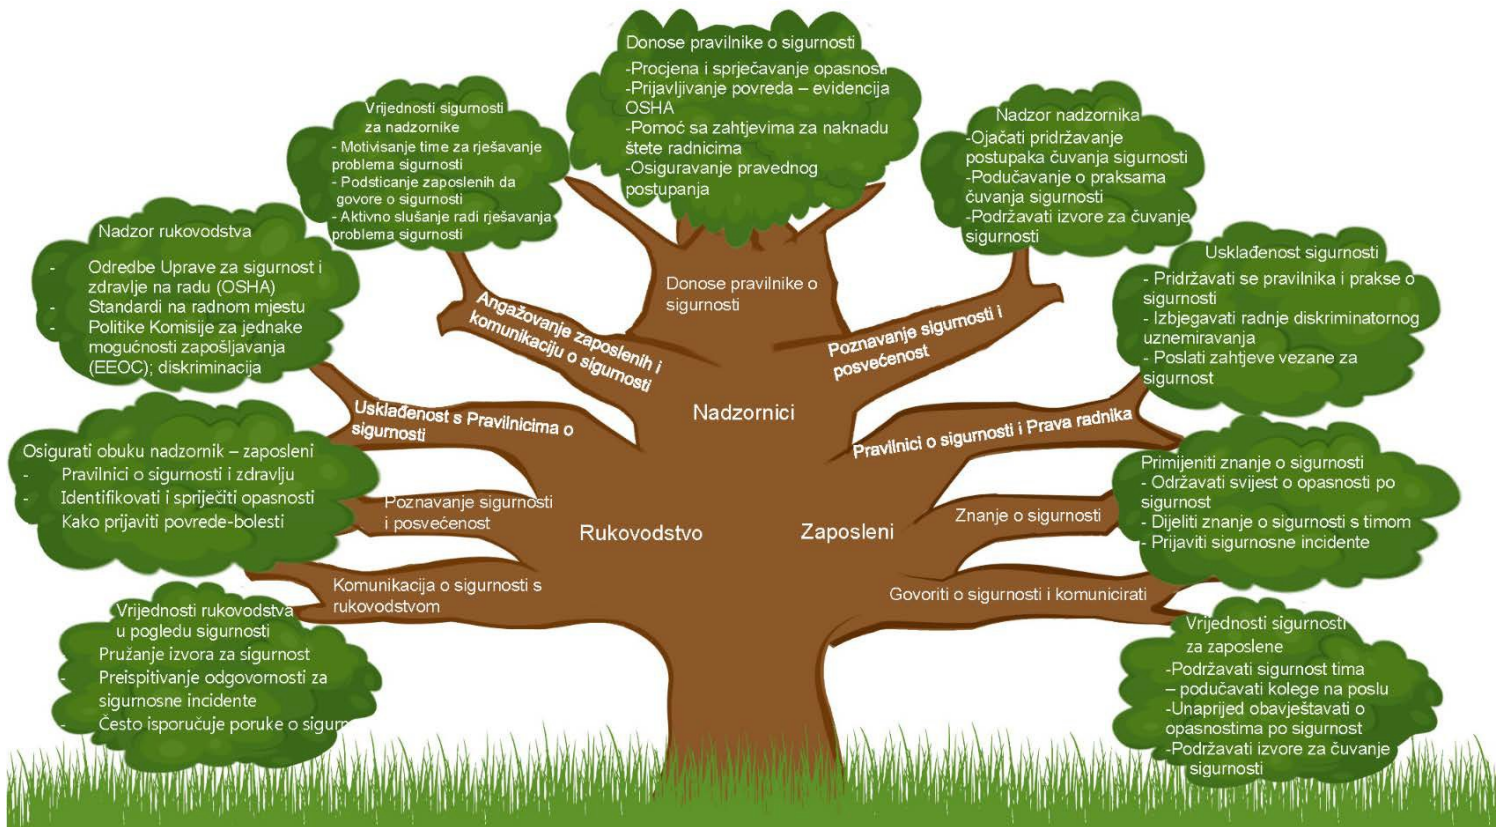 Donose pravilnike o sigurnosti
-Procjena i sprječavanje opasnosti
-Prijavljivanje povreda – evidencija
OSHA
-Pomoć sa zahtjevima za naknadu
štete radnicima
-Osiguravanje pravednog
postupanja
Vrijednosti sigurnosti
za nadzornike
- Motivisanje time za rješavanje
problema sigurnosti
- Podsticanje zaposlenih da
govore o sigurnosti
- Aktivno slušanje radi rješavanja
problema sigurnosti
Nadzor nadzornika
-Ojačati pridržavanje
postupaka čuvanja sigurnosti
-Podučavanje o praksama
čuvanja sigurnosti
-Podržavati izvore za čuvanje
sigurnosti
Nadzor rukovodstva
- Odredbe Uprave za sigurnost i
zdravlje na radu (OSHA)
- Standardi na radnom mjestu
- Politike Komisije za jednake
mogućnosti zapošljavanja
(EEOC); diskriminacija
Usklađenost sigurnosti
- Pridržavati se pravilnika i prakse o
sigurnosti
- Izbjegavati radnje diskriminatornog
uznemiravanja
- Poslati zahtjeve vezane za
sigurnost
Donose pravilnike o
sigurnosti
Angažovanje zaposlenih i
komunikaciju o sigurnosti
Poznavanje sigurnosti i
posvećenost
Nadzornici
Usklađenost s Pravilnicima o
sigurnosti
Pravilnici o sigurnosti i Prava radnika
Osigurati obuku nadzornik – zaposleni
- Pravilnici o sigurnosti i zdravlju
- Identifikovati i spriječiti opasnosti
- Kako prijaviti povrede-bolesti
Poznavanje sigurnosti
i posvećenost
Rukovodstvo
Zaposleni
Znanje o sigurnosti
Primijeniti znanje o sigurnosti
- Održavati svijest o opasnosti po
sigurnost
- Dijeliti znanje o sigurnosti s timom
- Prijaviti sigurnosne incidente
Komunikacija o sigurnosti s
rukovodstvom
Govoriti o sigurnosti i komunicirati
Vrijednosti rukovodstva
u pogledu sigurnosti
- Pružanje izvora za sigurnost
- Preispitivanje odgovornosti za
sigurnosne incidente
- Često isporučuje poruke o sigurn
Vrijednosti sigurnosti
za zaposlene
-Podržavati sigurnost tima
– podučavati kolege na poslu
-Unaprijed obavještavati o
opasnostima po sigurnost
-Podržavati izvore za čuvanje
sigurnosti